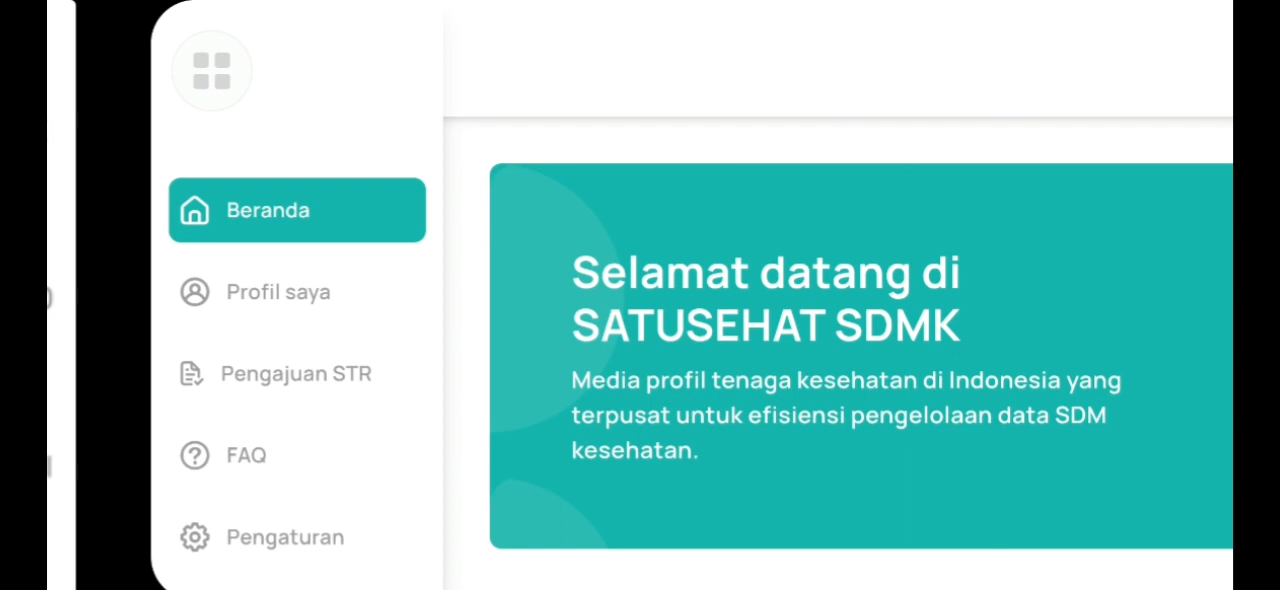 Beranda
Profil saya
Pengajuan STR
FAQ
Pengaturan
Selamat datang di
SATUSEHAT SDMK
Media profil tenaga kesehatan di Indonesia yang
terpusat untuk efisiensi pengelolaan data SDM
kesehatan.